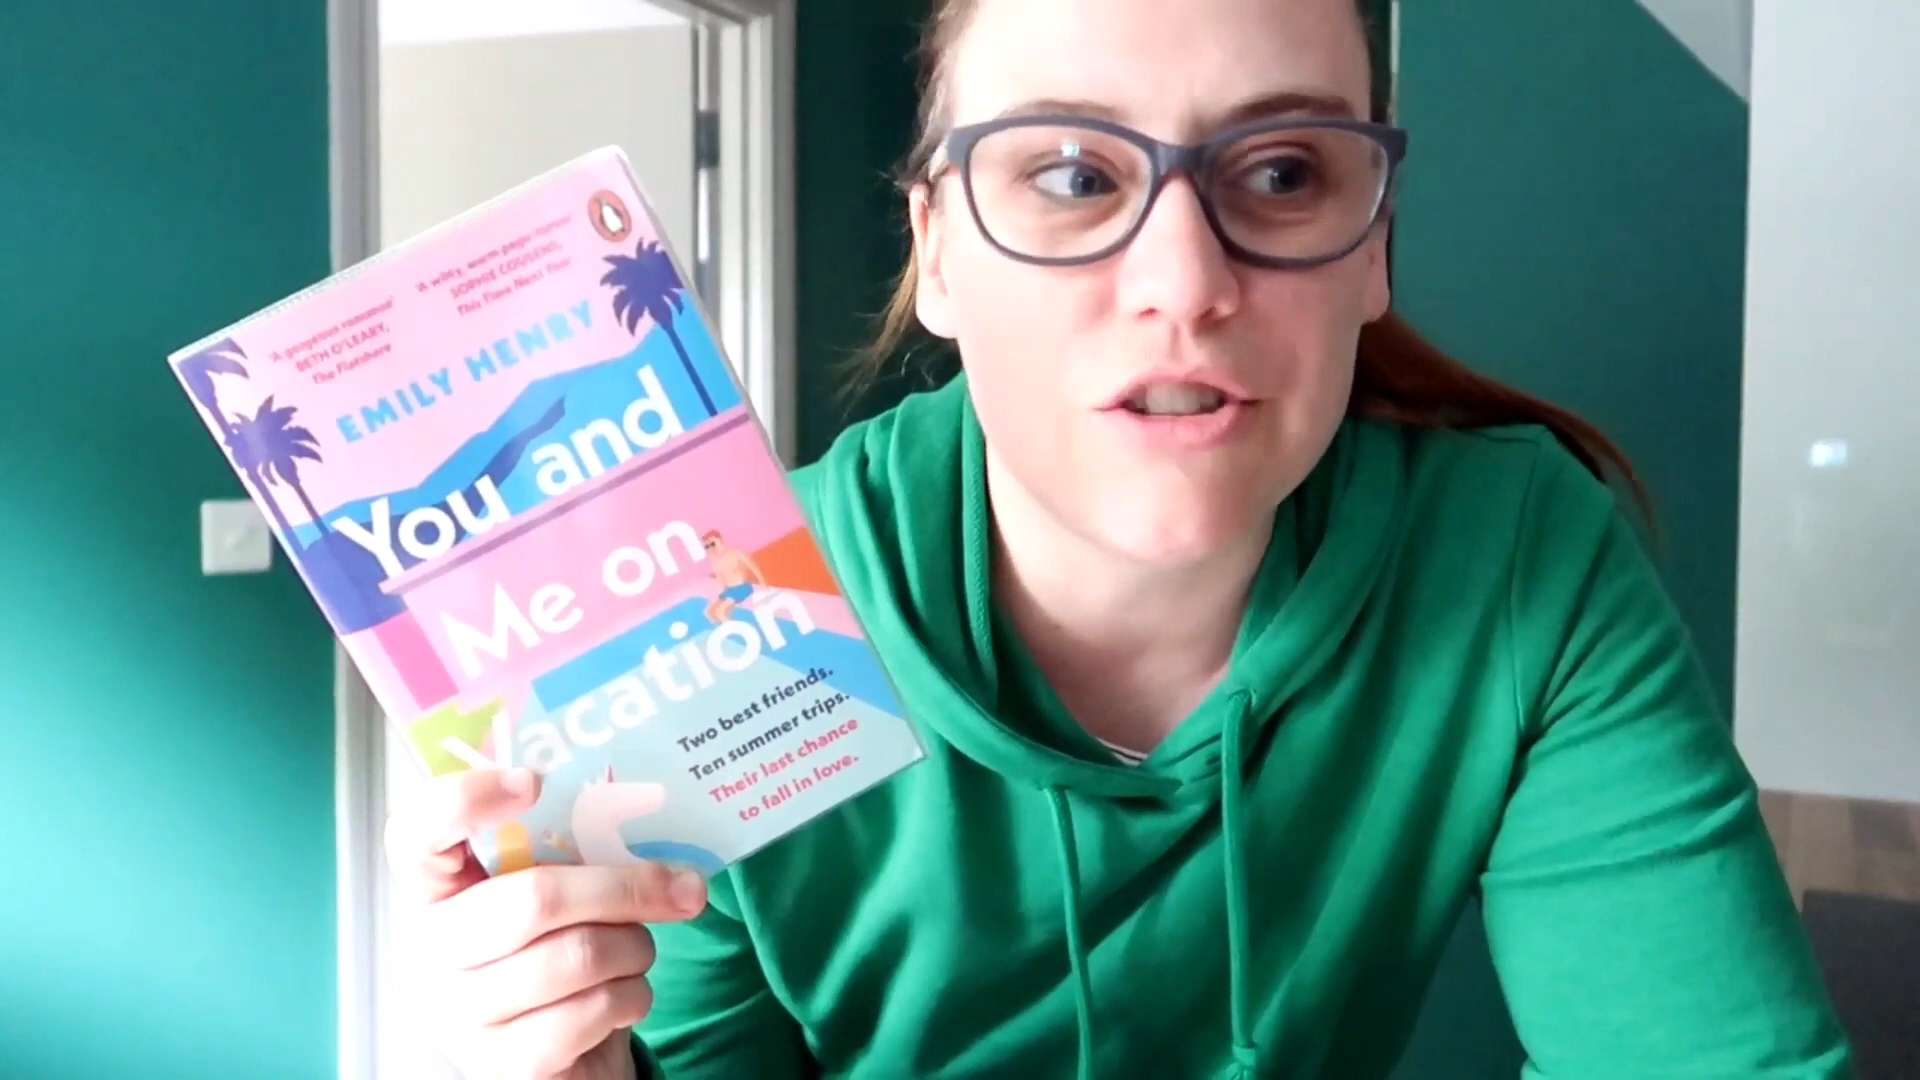 'A gorgeous romance'
BETH O'LEARY,
The Flatshare
'A witty, warm page-turner'
SOPHIE COUSENS,
This Time Next Year
EMILY HENRY
You and
Me on
Vacation
Two best friends.
Ten summer trips.
Their last chance
to fall in love.